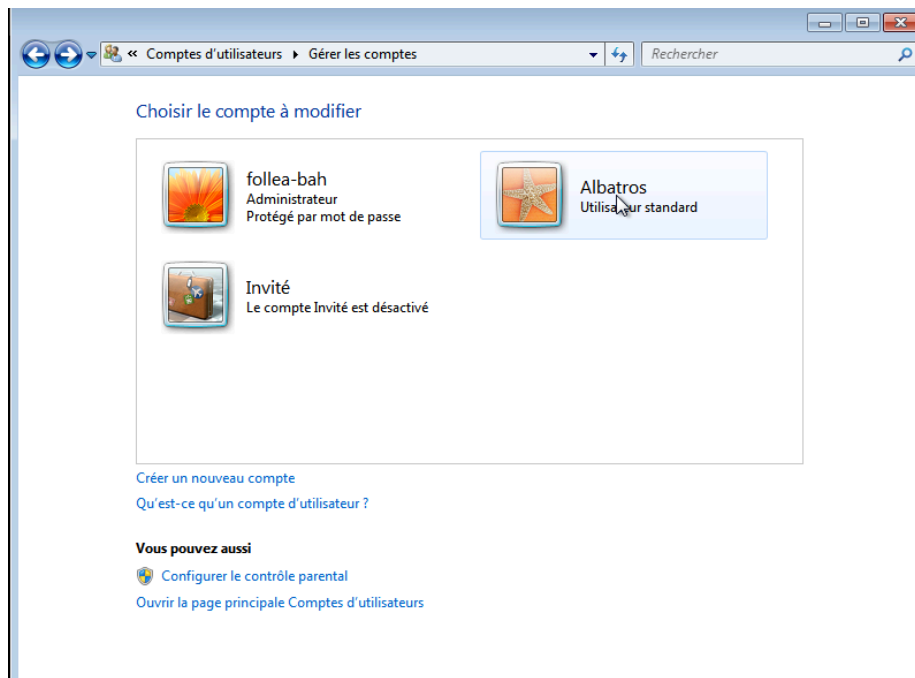 « Comptes d'utilisateurs ▸ Gérer les comptes
Rechercher
Choisir le compte à modifier
follea-bah
Administrateur
Protégé par mot de passe
Albatros
Utilisateur standard
Invité
Le compte Invité est désactivé
Créer un nouveau compte
Qu'est-ce qu'un compte d'utilisateur ?
Vous pouvez aussi
Configurer le contrôle parental
Ouvrir la page principale Comptes d'utilisateurs